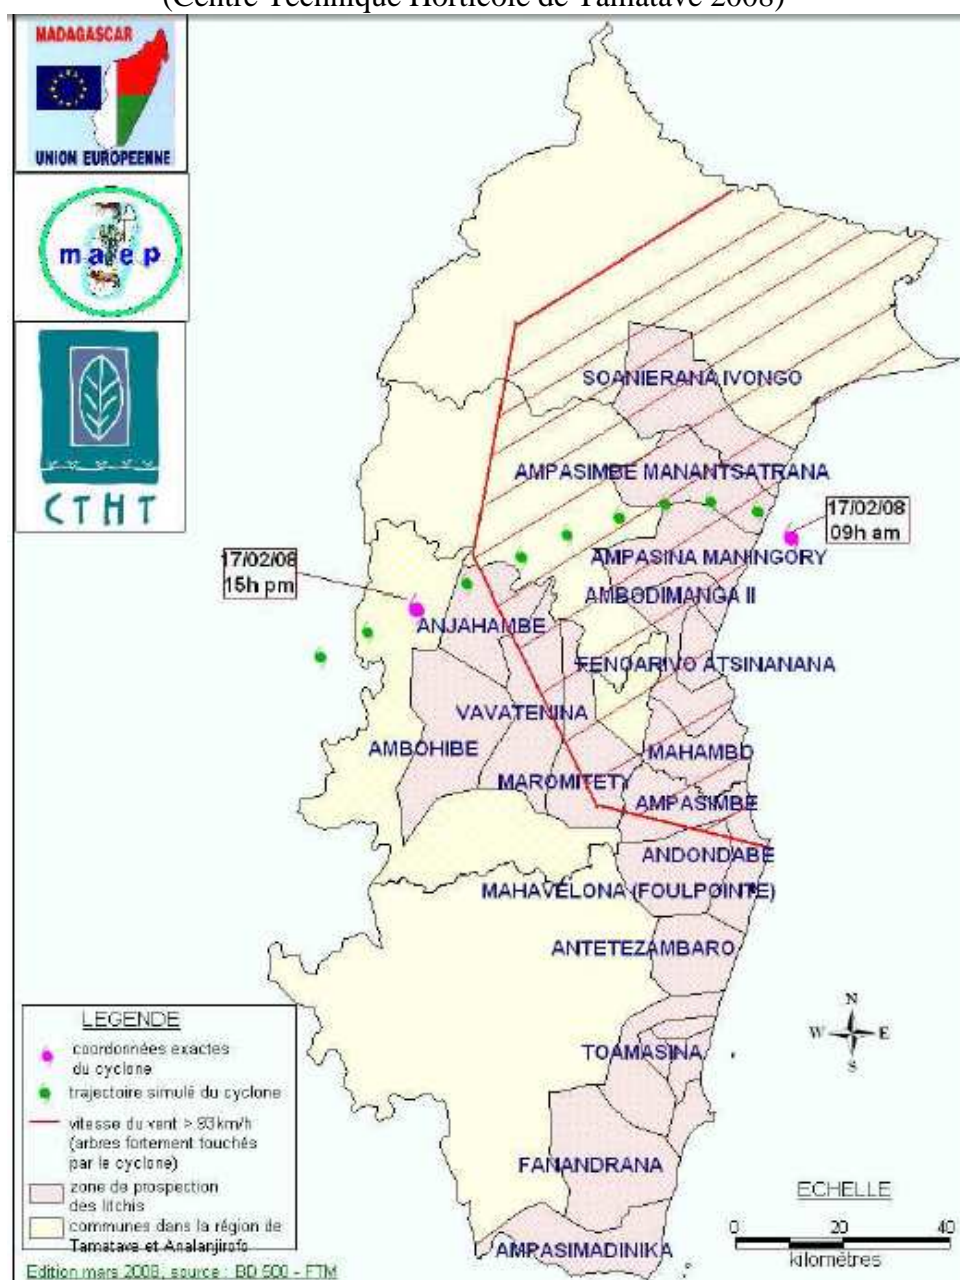 (Centre Technique Horticole de Tamatave 2008)
MADAGASCAR
UNION EUROPEENNE
maep
CTHT
SOANIERANA IVONGO
AMPASIMBE MANANTSATRANA
17/02/08
09h am
AMPASINA MANINGORY
17/02/08
15h pm
AMBODIMANGA II
ANJAHAMBE
FENOARIVO ATSINANANA
VAVATENINA
AMBOHIBE
MAHAMBO
MAROMITETY
AMPASIMBE
ANDONDABE
MAHAVELONA (FOULPOINTE)
ANTETEZAMBARO
TOAMASINA
FANANDRANA
AMPASIMADINIKA
N
W E
S
LEGENDE
coordonnées exactes
du cyclone
trajectoire simulé du cyclone
vitesse du vent > 93km/h
(arbres fortement touchés
par le cyclone)
zone de prospection
des litchis
communes dans la région de
Tamatave et Analanjirofo
ECHELLE
0 20 40
kilomètres
Edition mars 2008, source : BD 500 - FTM